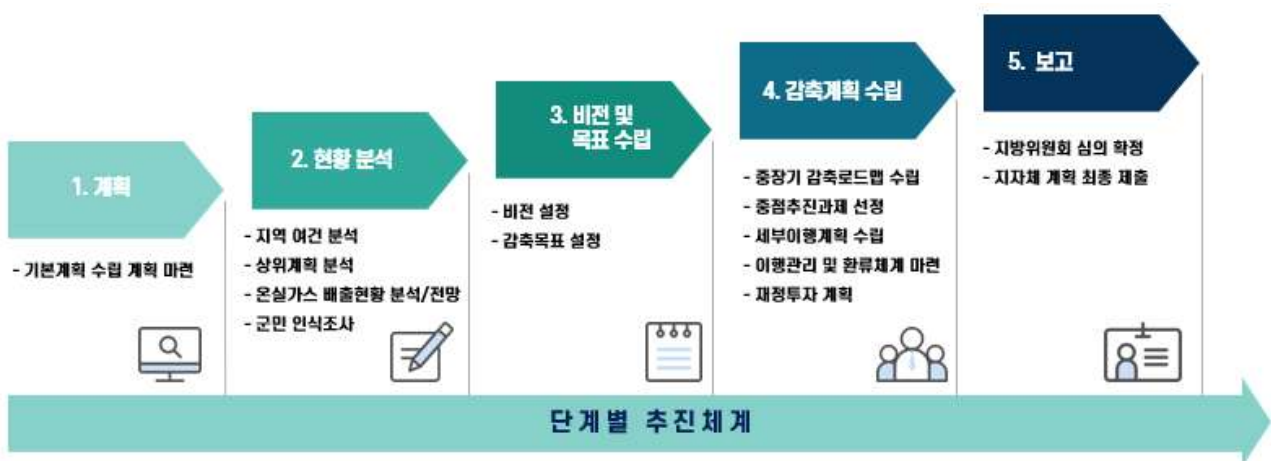 1. 계획
- 기본계획 수립 계획 마련
2. 현황 분석
- 지역 여건 분석
- 상위계획 분석
- 온실가스 배출현황 분석/전망
- 군민 인식조사
3. 비전 및
목표 수립
- 비전 설정
- 감축목표 설정
4. 감축계획 수립
- 중장기 감축로드맵 수립
- 중점추진과제 선정
- 세부이행계획 수립
- 이행관리 및 환류체계 마련
- 재정투자 계획
5. 보고
- 지방위원회 심의 확정
- 지자체 계획 최종 제출
단계별 추진체계